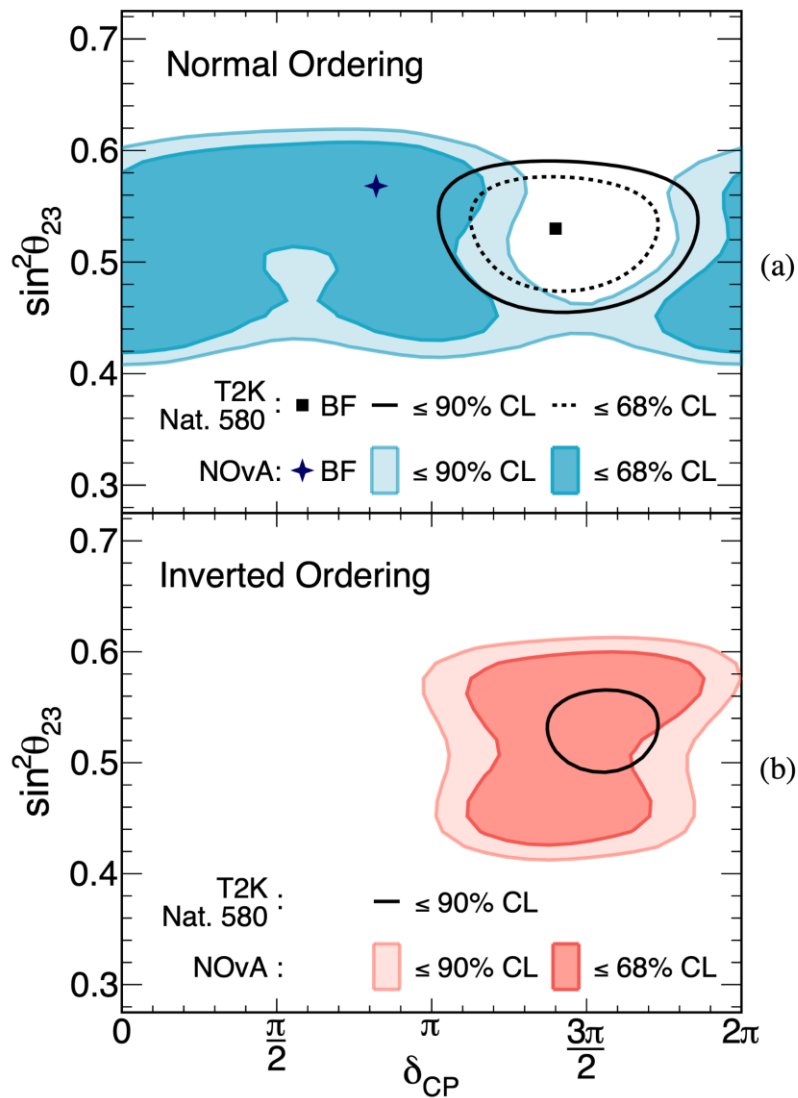 0.7
Normal Ordering
0.6
sin²θ₂₃
0.5
(a)
0.4
T2K
Nat. 580 : BF ≤ 90% CL ≤ 68% CL
NOvA: BF ≤ 90% CL ≤ 68% CL
0.3
0.7
Inverted Ordering
0.6
sin²θ₂₃
0.5
(b)
0.4
T2K
Nat. 580 : ≤ 90% CL
NOvA : ≤ 90% CL ≤ 68% CL
0.3
0 π/2 π 3π/2 2π
δCP